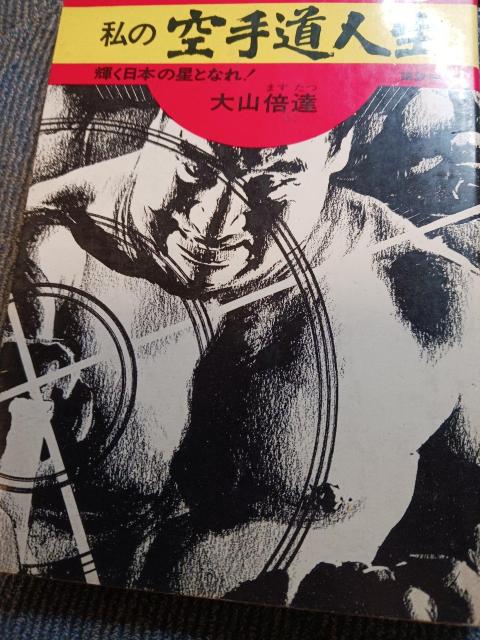 私の 空手道人生
輝く日本の星となれ!
ます たつ
大山倍達